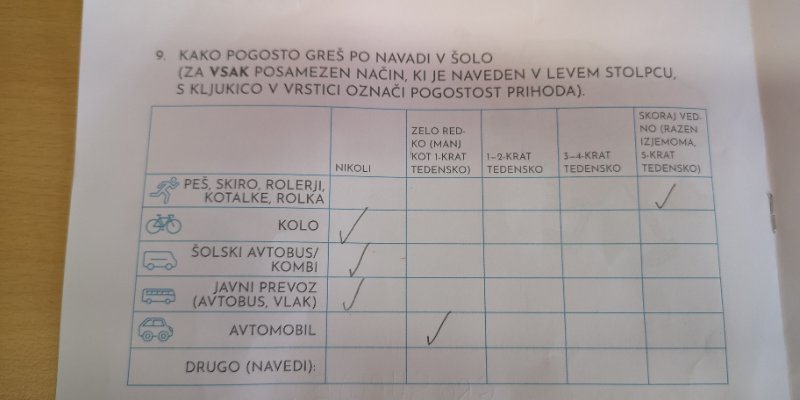 9. KAKO POGOSTO GREŠ PO NAVADI V ŠOLO
(ZA VSAK POSAMEZEN NAČIN, KI JE NAVEDEN V LEVEM STOLPCU,
S KLJUKICO V VRSTICI OZNAČI POGOSTOST PRIHODA).
NIKOLI
ZELO RED-
KO (MANJ
KOT 1-KRAT
TEDENSKO)
1–2-KRAT
TEDENSKO
3–4-KRAT
TEDENSKO
SKORAJ VED-
NO (RAZEN
IZJEMOMA,
5-KRAT
TEDENSKO)
PEŠ, SKIRO, ROLERJI,
KOTALKE, ROLKA
KOLO
ŠOLSKI AVTOBUS/
KOMBI
JAVNI PREVOZ
(AVTOBUS, VLAK)
AVTOMOBIL
DRUGO (NAVEDI):